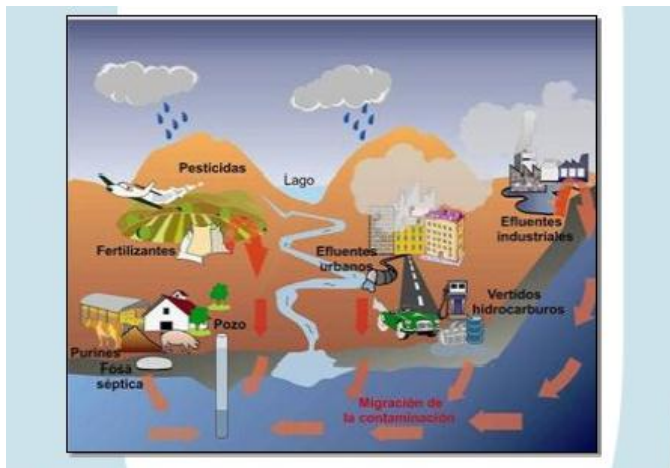 Pesticidas
Lago
Fertilizantes
Efluentes
urbanos
Efluentes
industriales
Vertidos
hidrocarburos
Pozo
Purines
Fosa
séptica
Migración de
la contaminación